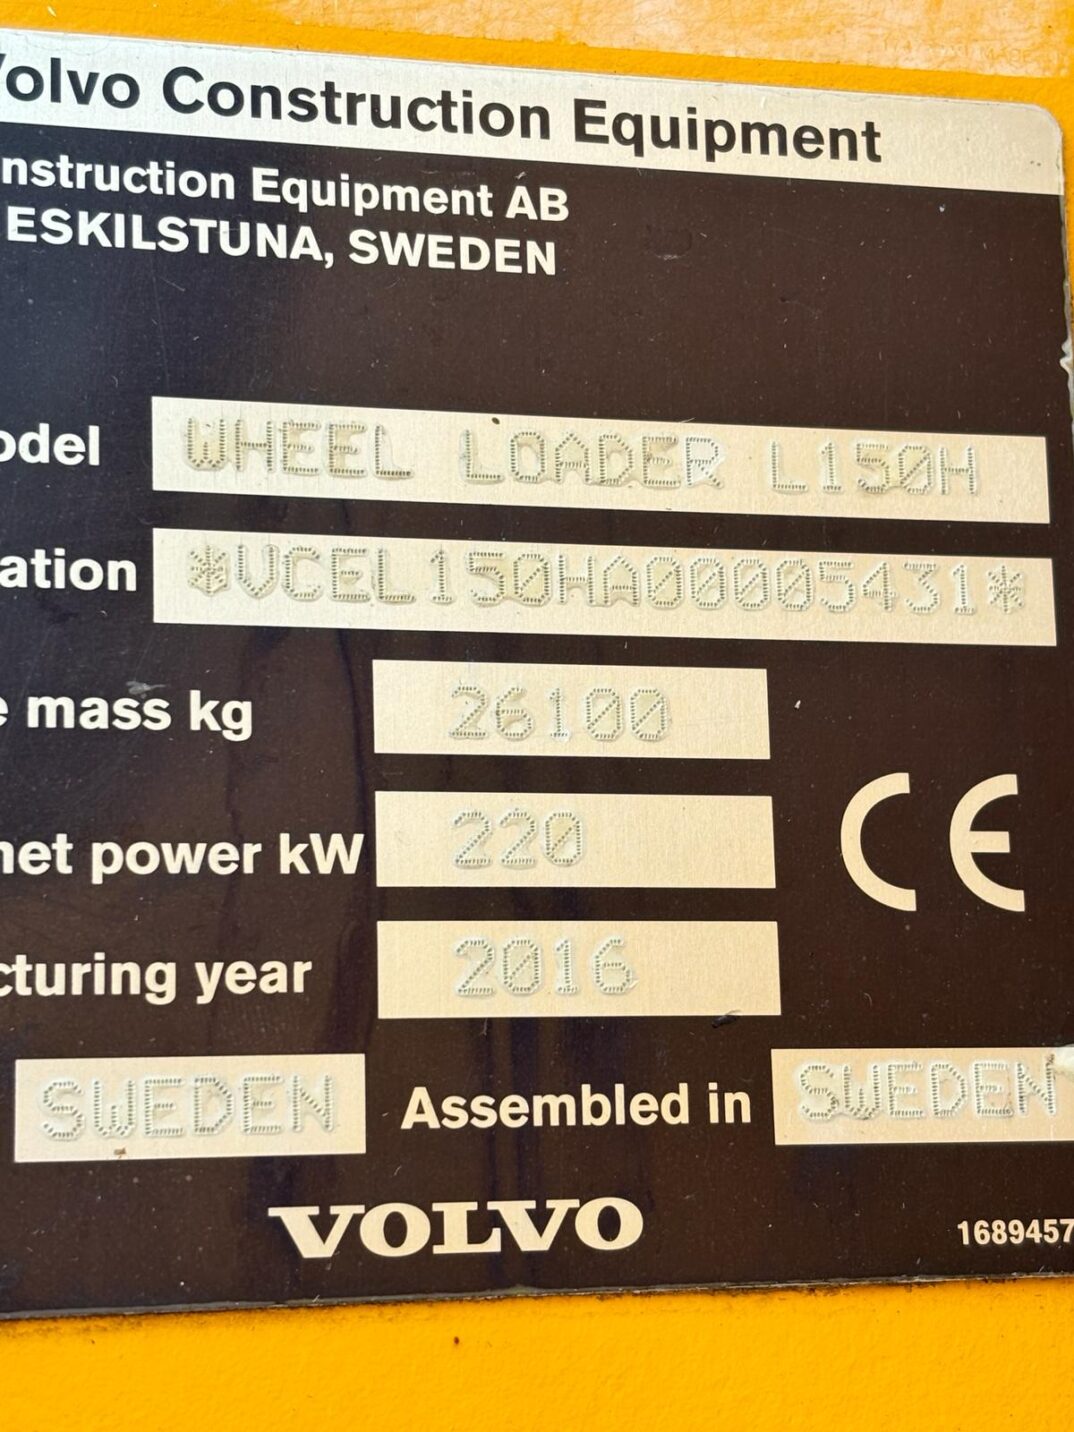 Volvo Construction Equipment
nstruction Equipment AB
ESKILSTUNA, SWEDEN
odel WHEEL LOADER L150H
ation *VCEL150HA00005431*
e mass kg 26100
net power kW 220
cturing year 2016
SWEDEN Assembled in SWEDEN
CE
VOLVO
1689457